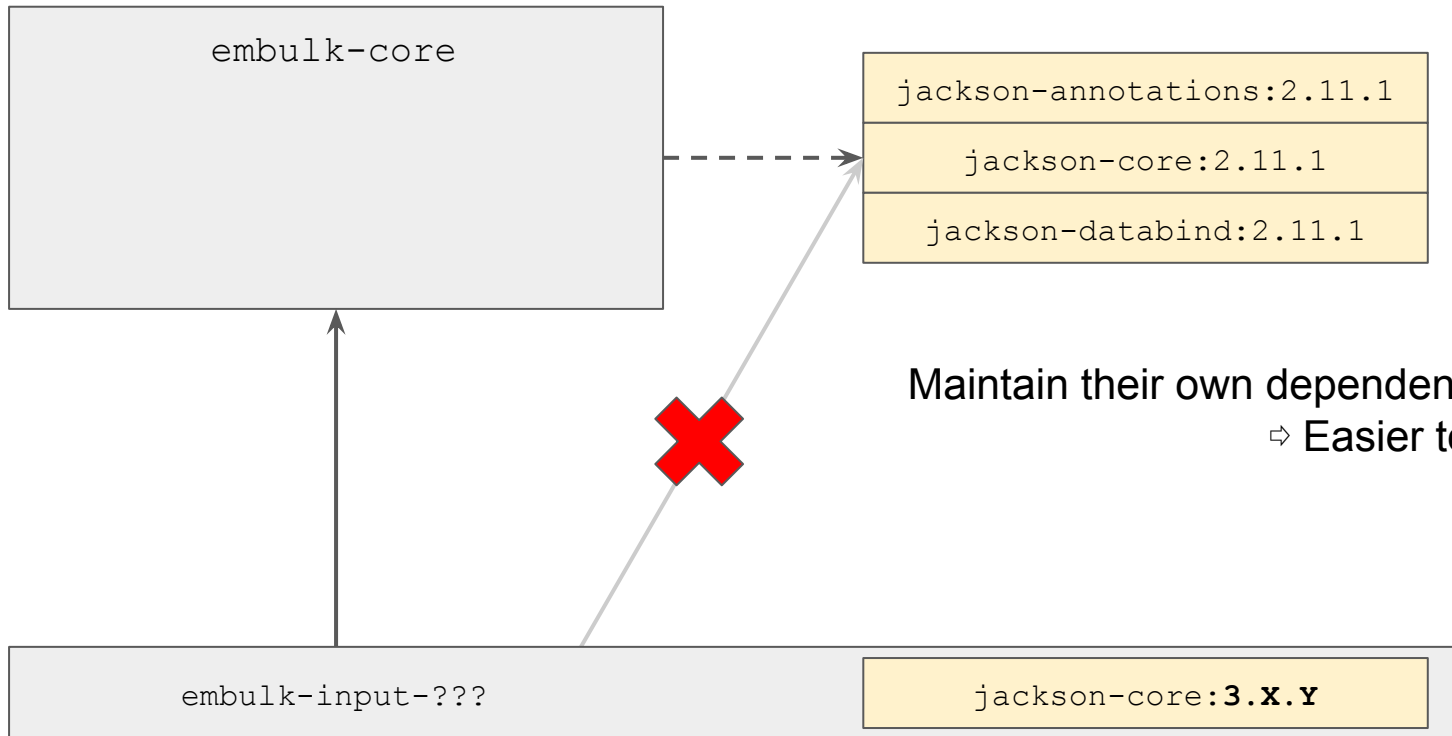 embulk-core
jackson-annotations:2.11.1
jackson-core:2.11.1
jackson-databind:2.11.1
Maintain their own
⇨ Easier
embulk-input-???
jackson-core:3.X.Y